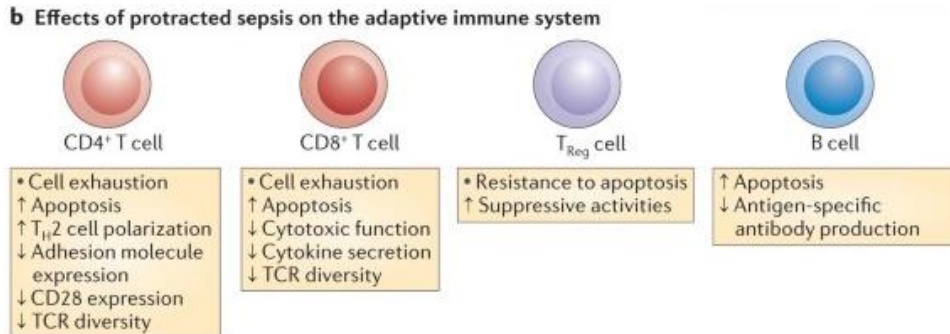 b Effects of protracted sepsis on the adaptive immune system
CD4⁺ T cell
• Cell exhaustion
↑ Apoptosis
↑ T_H2 cell polarization
↓ Adhesion molecule
expression
↓ CD28 expression
↓ TCR diversity
CD8⁺ T cell
• Cell exhaustion
↑ Apoptosis
↓ Cytotoxic function
↓ Cytokine secretion
↓ TCR diversity
T_Reg cell
• Resistance to apoptosis
↑ Suppressive activities
B cell
↑ Apoptosis
↓ Antigen-specific
antibody production